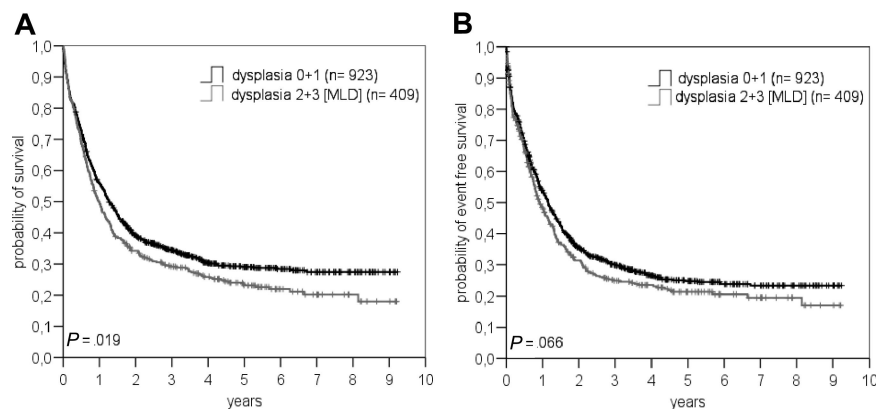 A
1,0
0,9
0,8
0,7
0,6
0,5
0,4
0,3
0,2
0,1
0,0
probability of survival
dysplasia 0+1 (n= 923)
dysplasia 2+3 [MLD] (n= 409)
P = .019
0 1 2 3 4 5 6 7 8 9 10
years
B
1,0
0,9
0,8
0,7
0,6
0,5
0,4
0,3
0,2
0,1
0,0
probability of event free survival
dysplasia 0+1 (n= 923)
dysplasia 2+3 [MLD] (n= 409)
P = .066
0 1 2 3 4 5 6 7 8 9 10
years